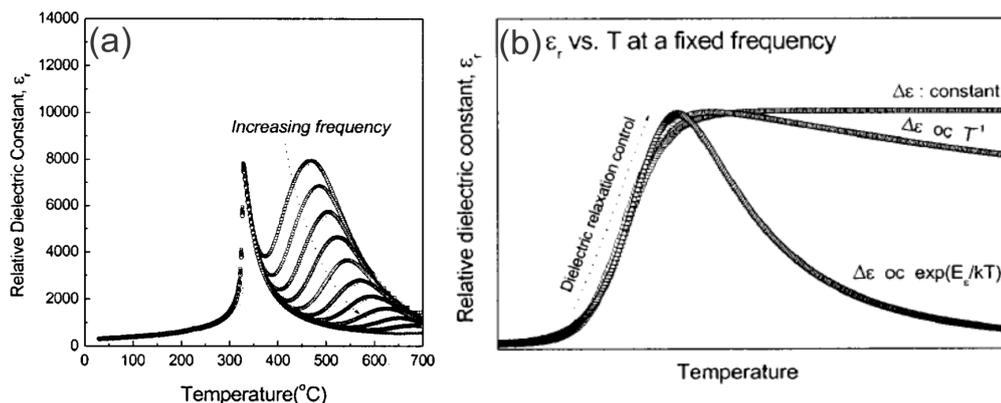 (a)
14000
12000
10000
8000
6000
4000
2000
0
Relative Dielectric Constant, εr
Increasing frequency
0 100 200 300 400 500 600 700
Temperature(°C)
(b) εr vs. T at a fixed frequency
Relative dielectric constant, εr
Dielectric relaxation control
Δε : constant
Δε ∝ T⁻¹
Δε ∝ exp(Eε/kT)
Temperature